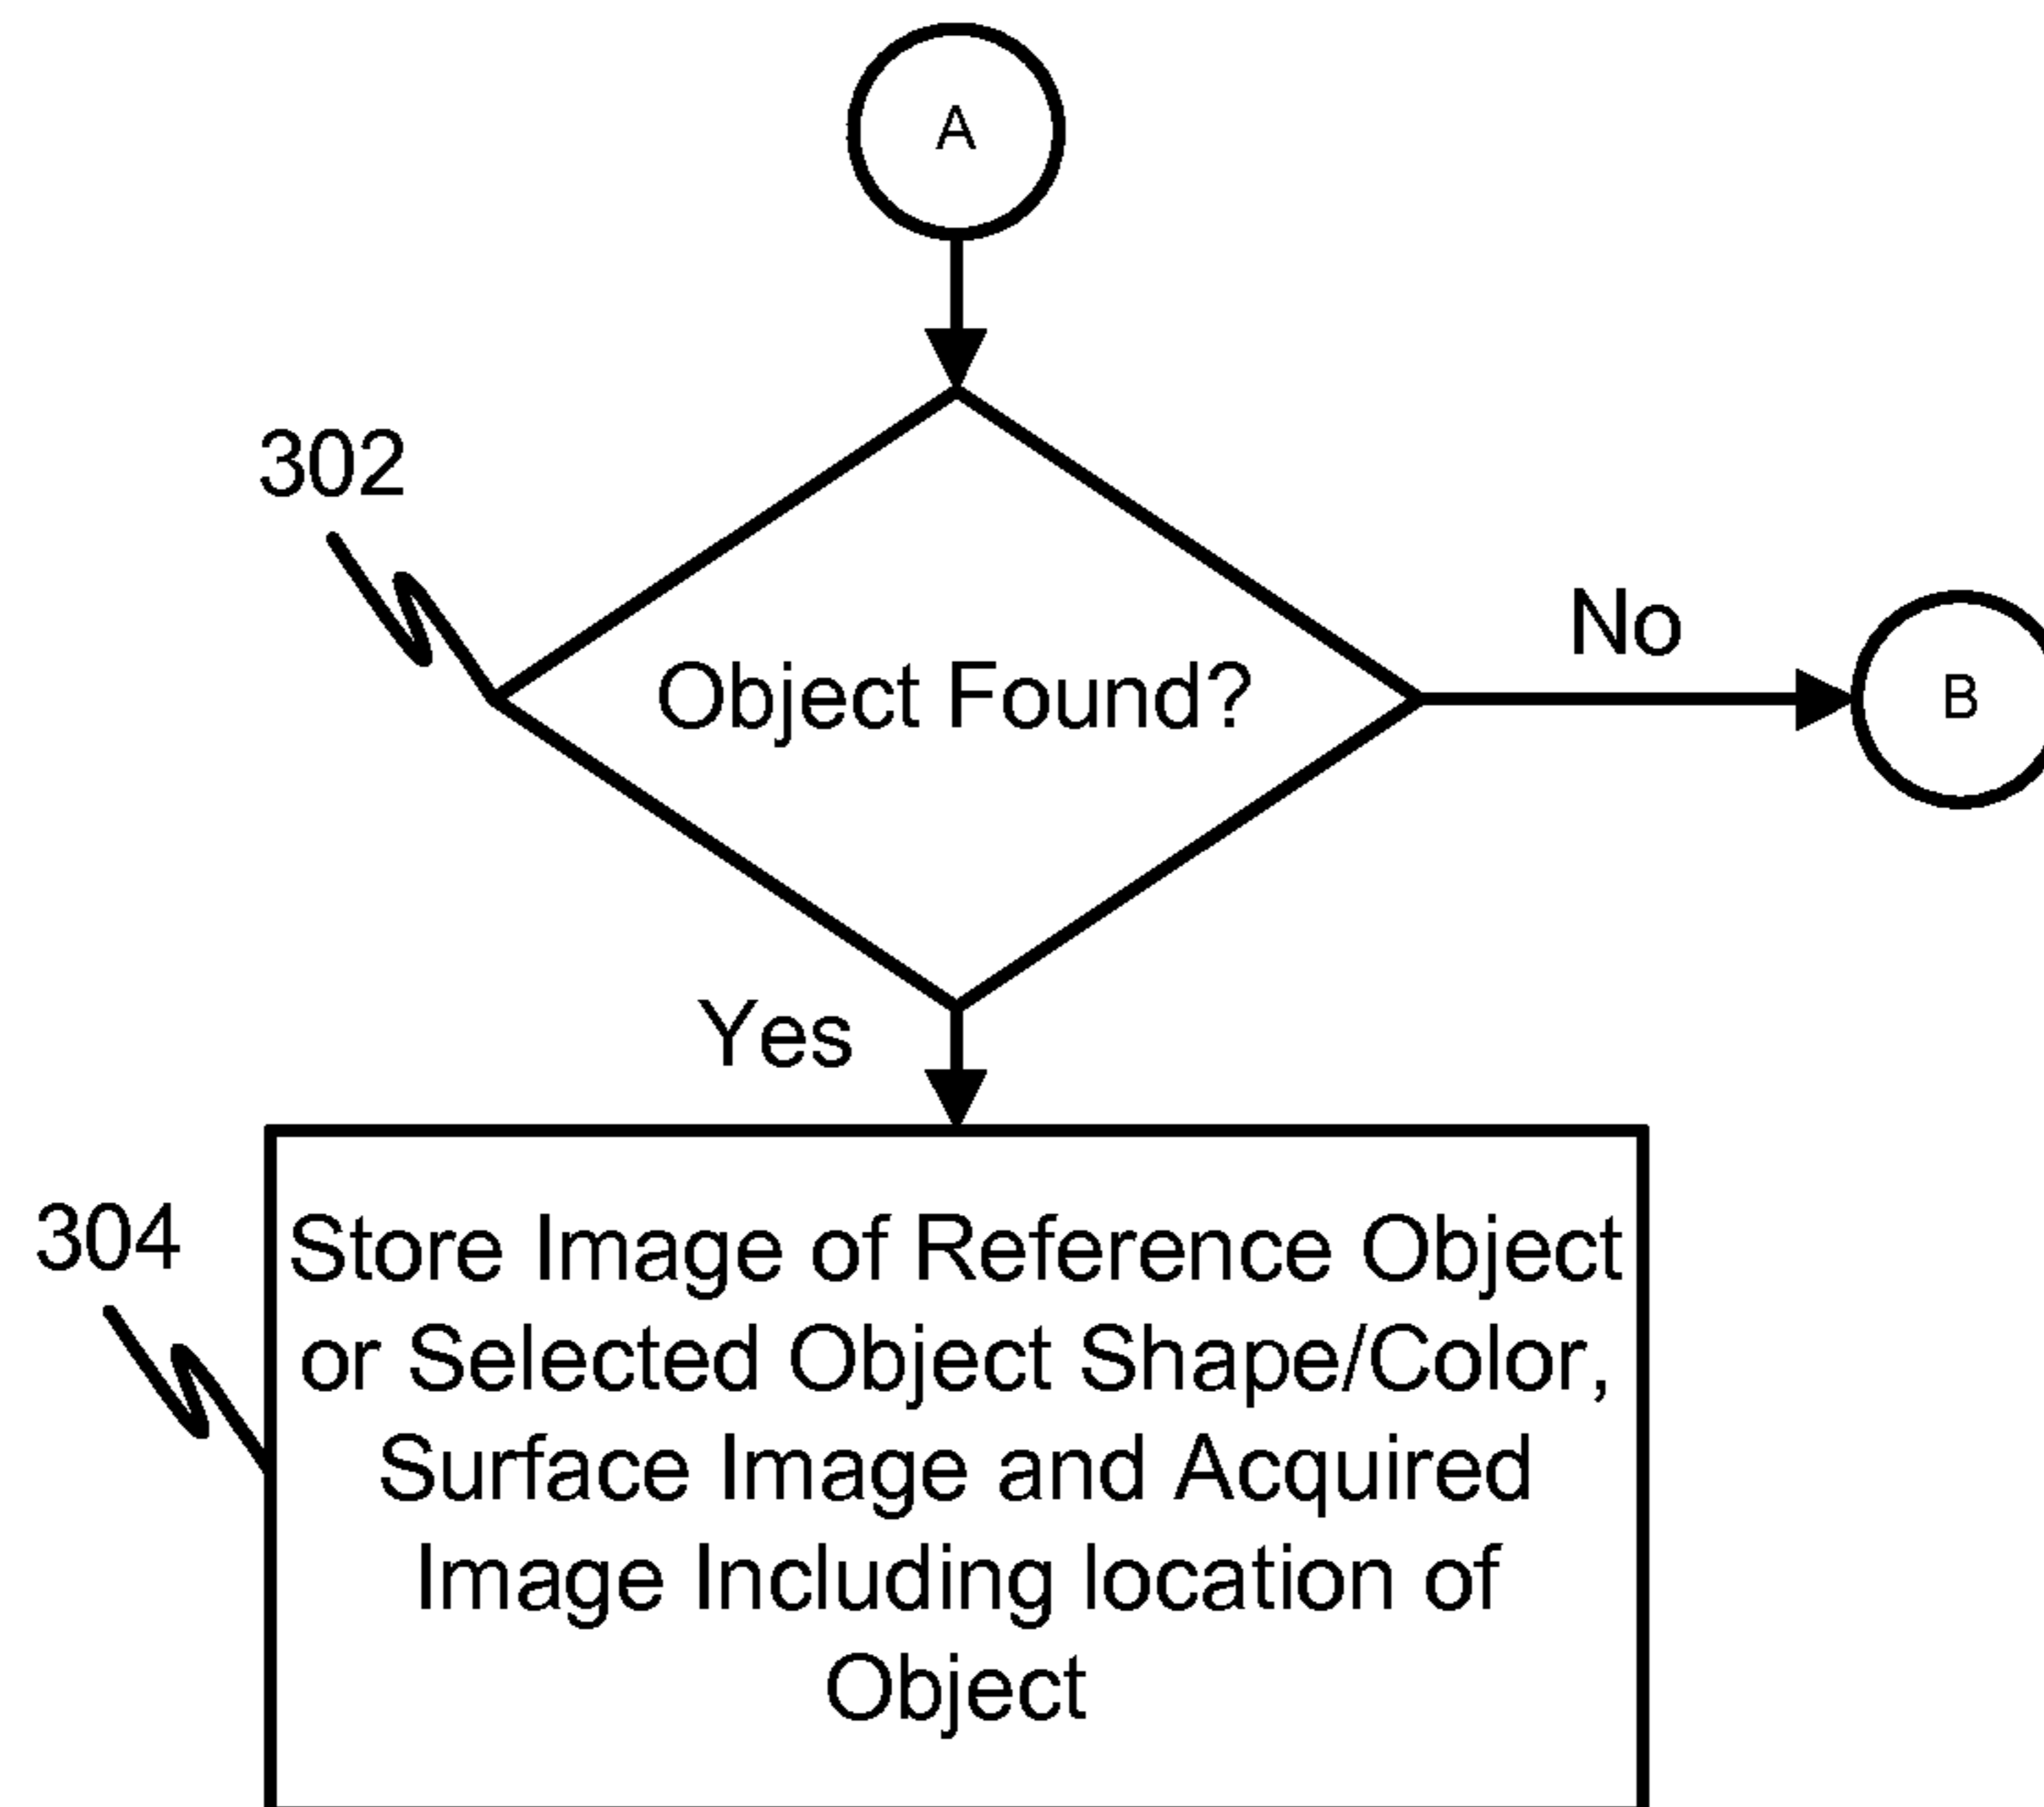 A
302
Object Found?
No
B
Yes
304
Store Image of Reference Object
or Selected Object Shape/Color,
Surface Image and Acquired
Image Including location of
Object